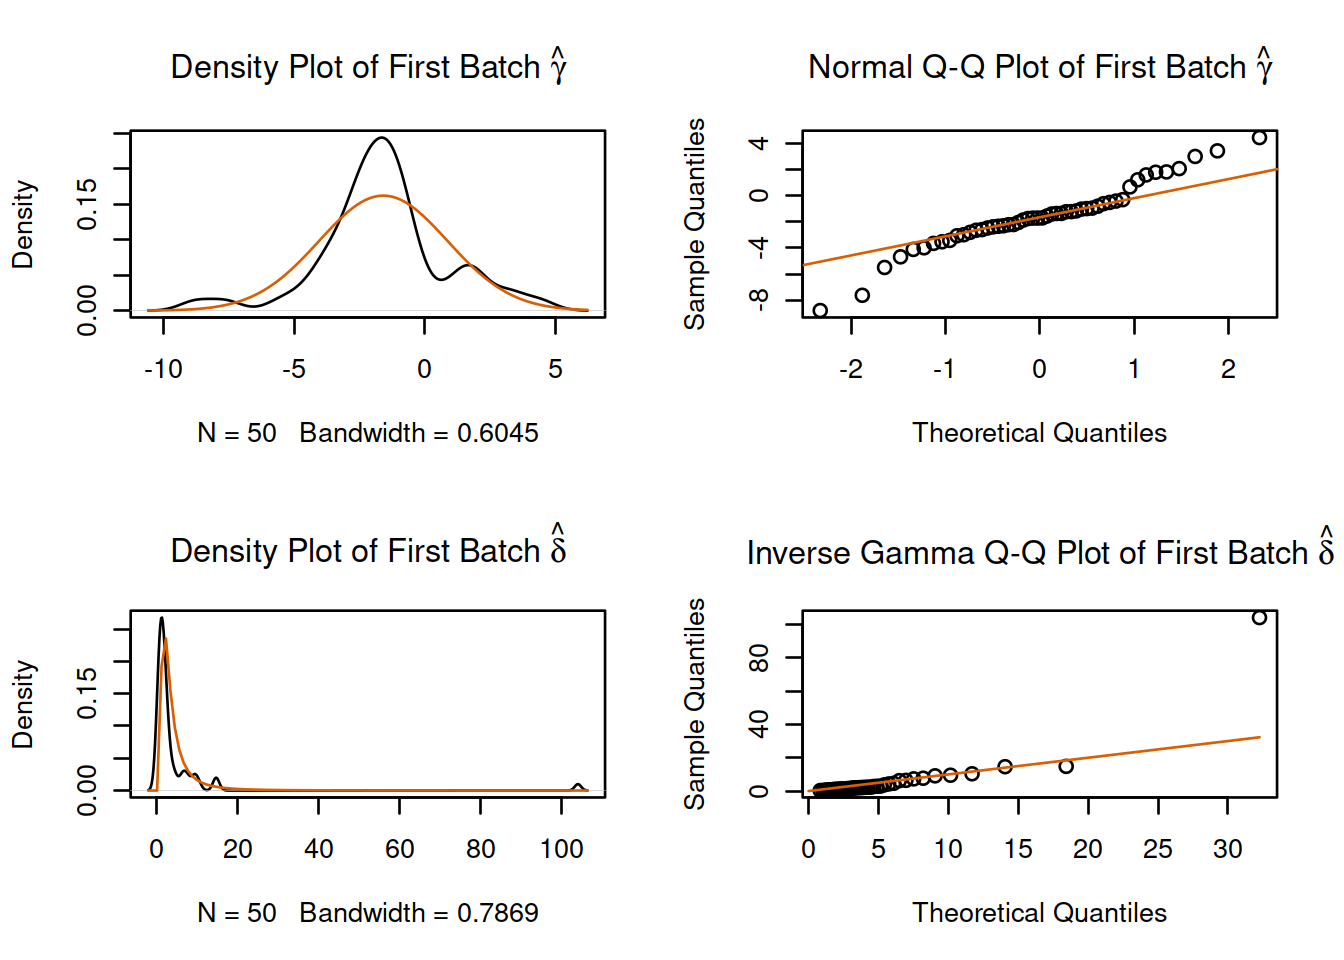 Density Plot of First Batch γ̂
Density
0.00 0.15
-10 -5 0 5
N = 50 Bandwidth = 0.6045
Normal Q-Q Plot of First Batch γ̂
Sample Quantiles
-8 -4 0 4
-2 -1 0 1 2
Theoretical Quantiles
Density Plot of First Batch δ̂
Density
0.00 0.15
0 20 40 60 80 100
N = 50 Bandwidth = 0.7869
Inverse Gamma Q-Q Plot of First Batch δ̂
Sample Quantiles
0 40 80
0 5 10 15 20 25 30
Theoretical Quantiles